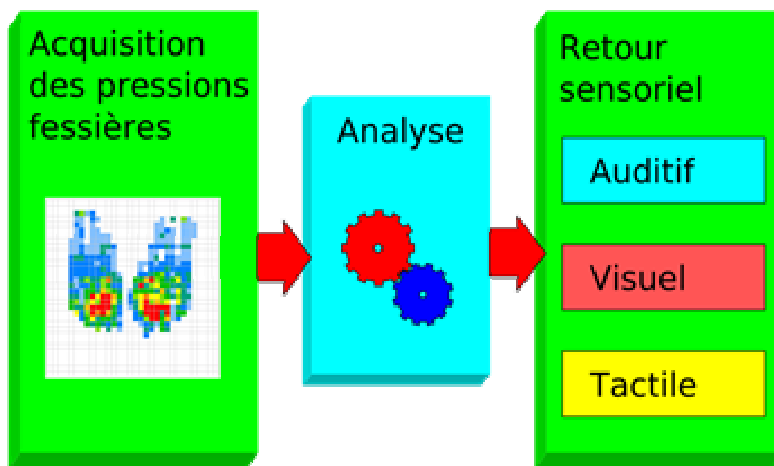 Acquisition
des pressions
fessières
Analyse
Retour
sensoriel
Auditif
Visuel
Tactile